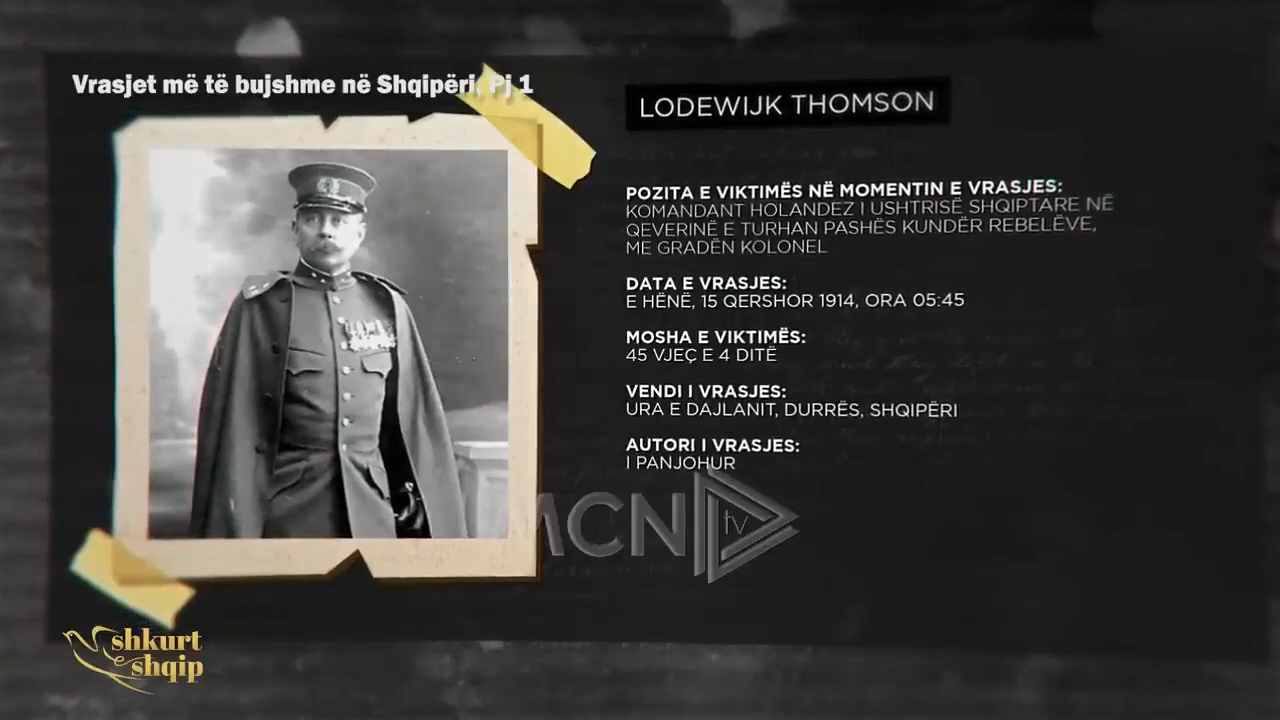 Vrasjet më të bujshme në Shqipëri, Pj 1
LODEWIJK THOMSON
POZITA E VIKTIMËS NË MOMENTIN E VRASJES:
KOMANDANT HOLANDEZ I USHTRISË SHQIPTARE NË
QEVERINË E TURHAN PASHËS KUNDËR REBELËVE,
ME GRADËN KOLONEL
DATA E VRASJES:
E HËNË, 15 QERSHOR 1914, ORA 05:45
MOSHA E VIKTIMËS:
45 VJEÇ E 4 DITË
VENDI I VRASJES:
URA E DAJLANIT, DURRËS, SHQIPËRI
AUTORI I VRASJES:
I PANJOHUR
MCN tv
shkurt
e shqip